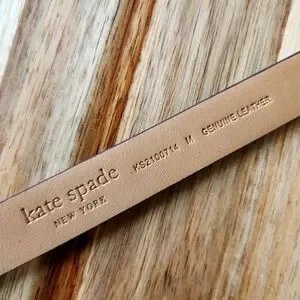 kate spade
NEW YORK
KS2100714 M GENUINE LEATHER